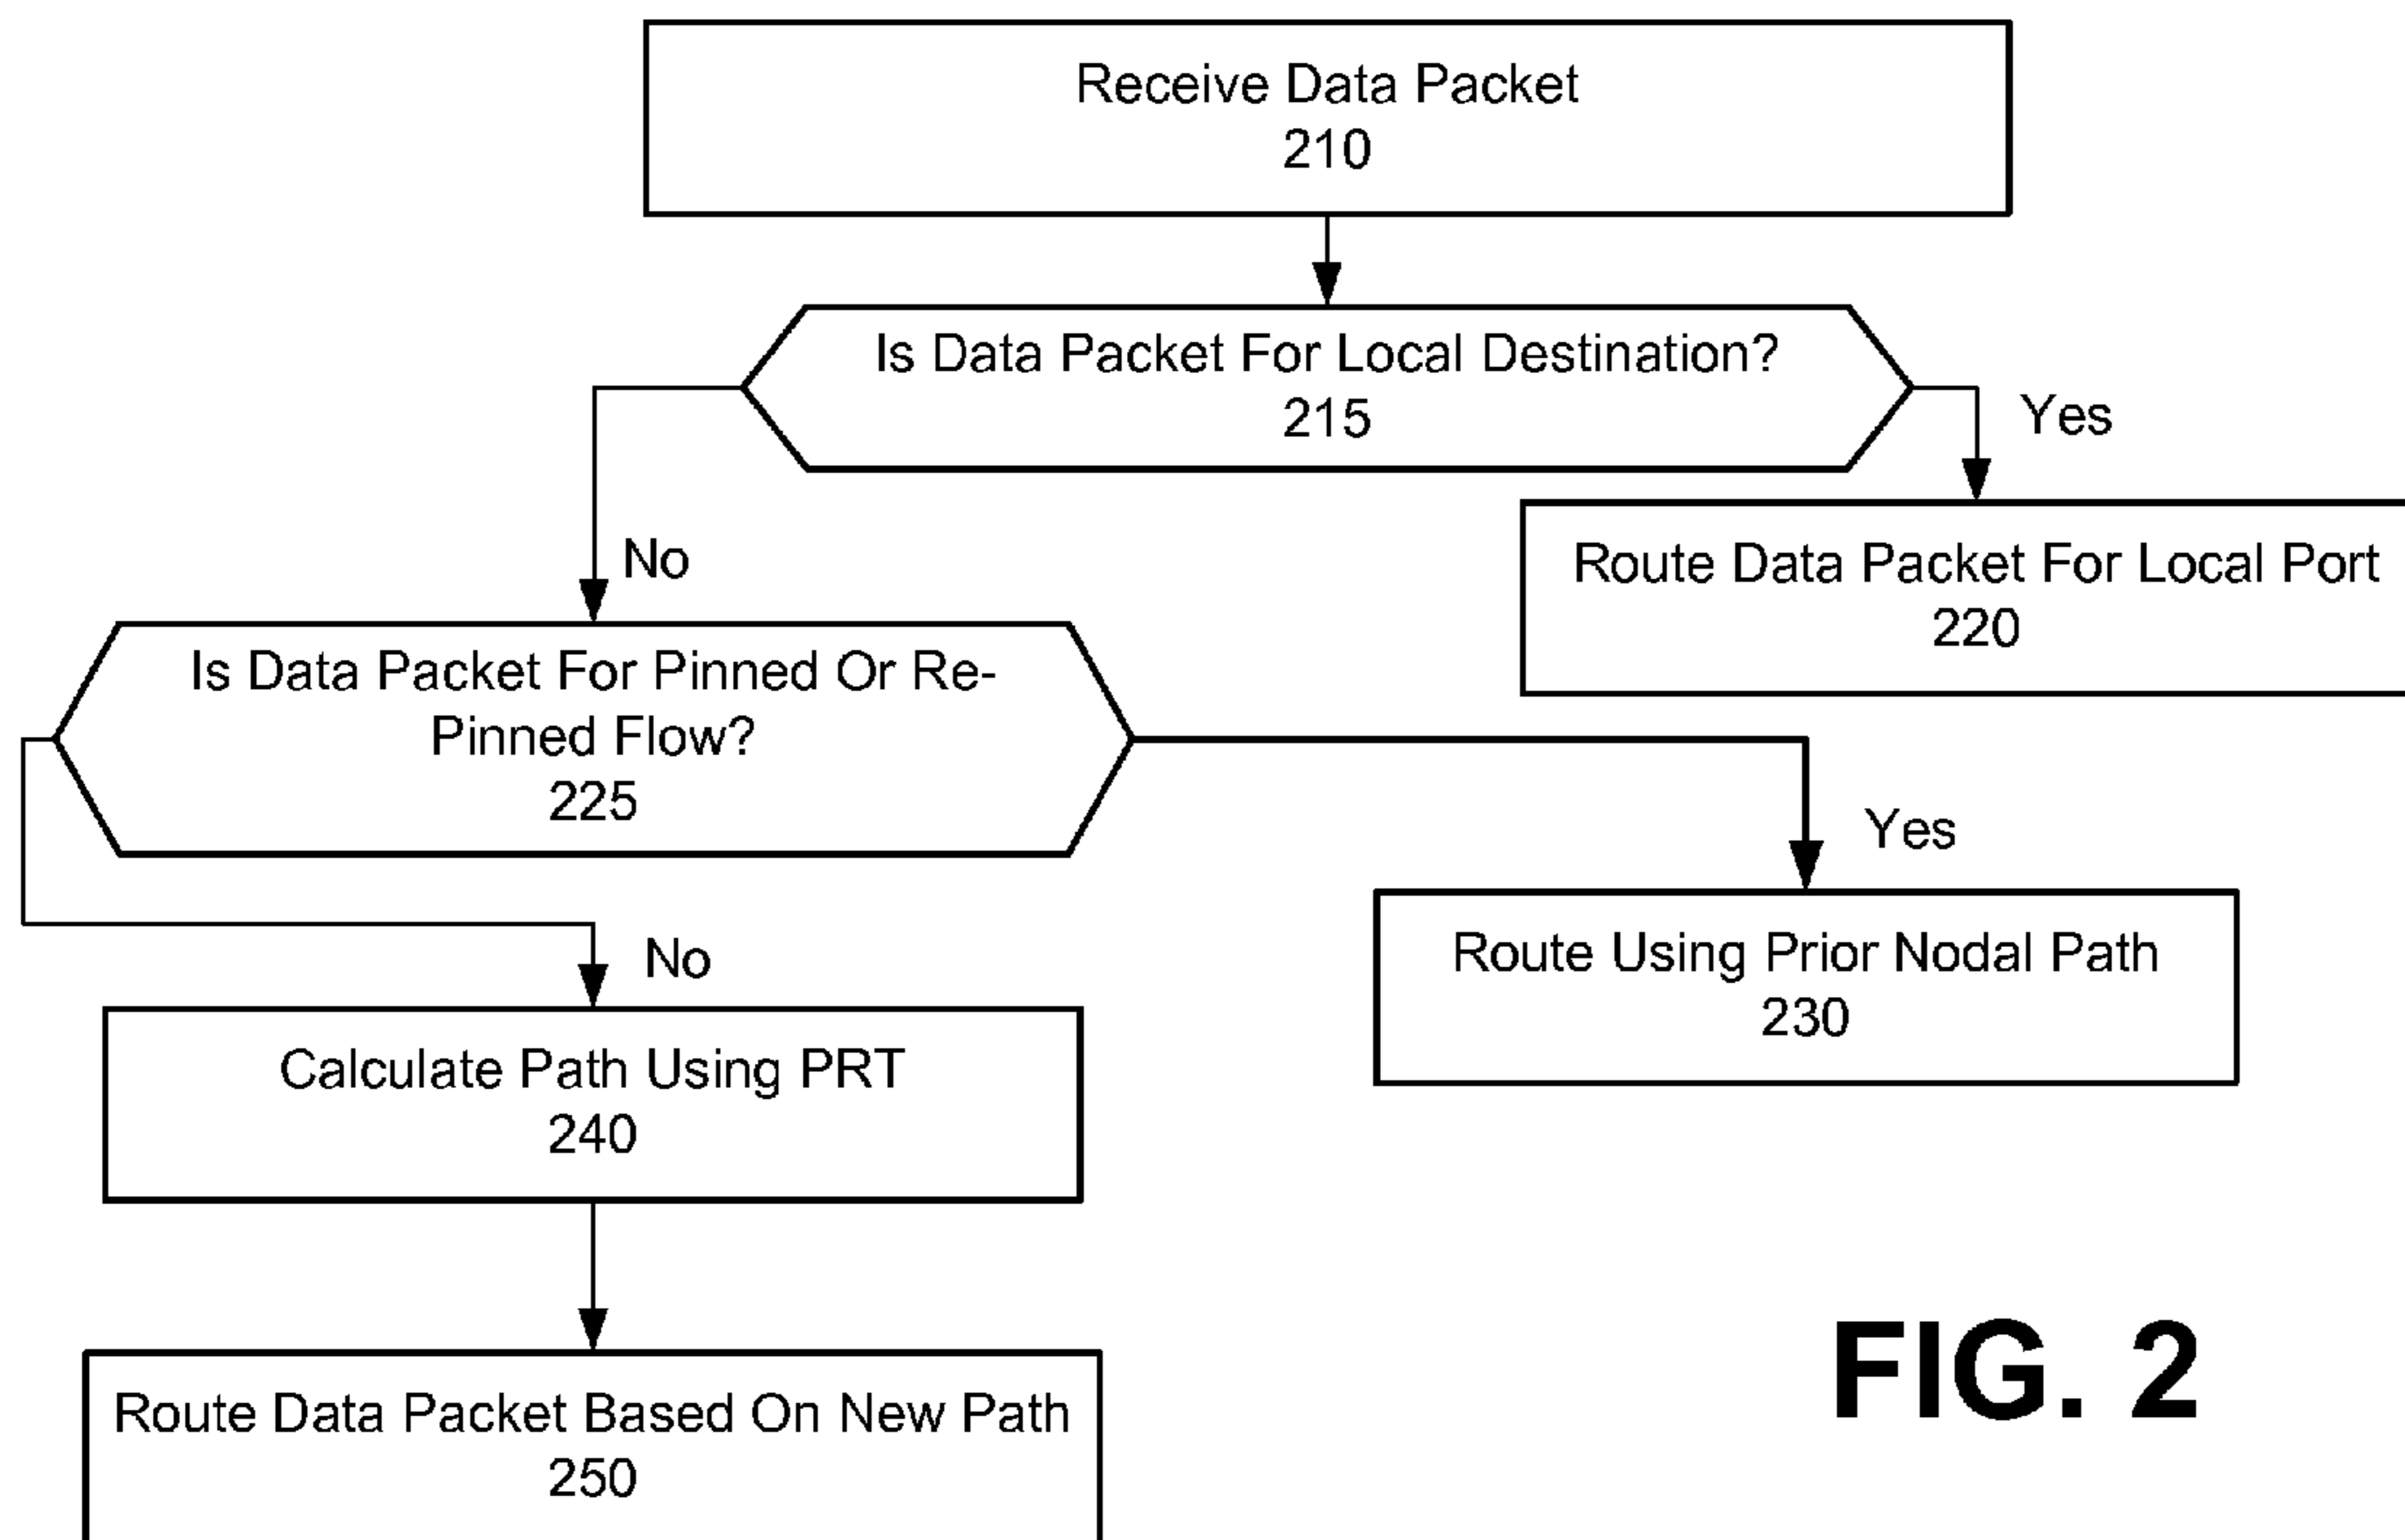 Receive Data Packet
210
Is Data Packet For Local Destination?
215
Yes
No
Route Data Packet For Local Port
220
Is Data Packet For Pinned Or Re-
Pinned Flow?
225
Yes
No
Route Using Prior Nodal Path
230
Calculate Path Using PRT
240
Route Data Packet Based On New Path
250
FIG. 2